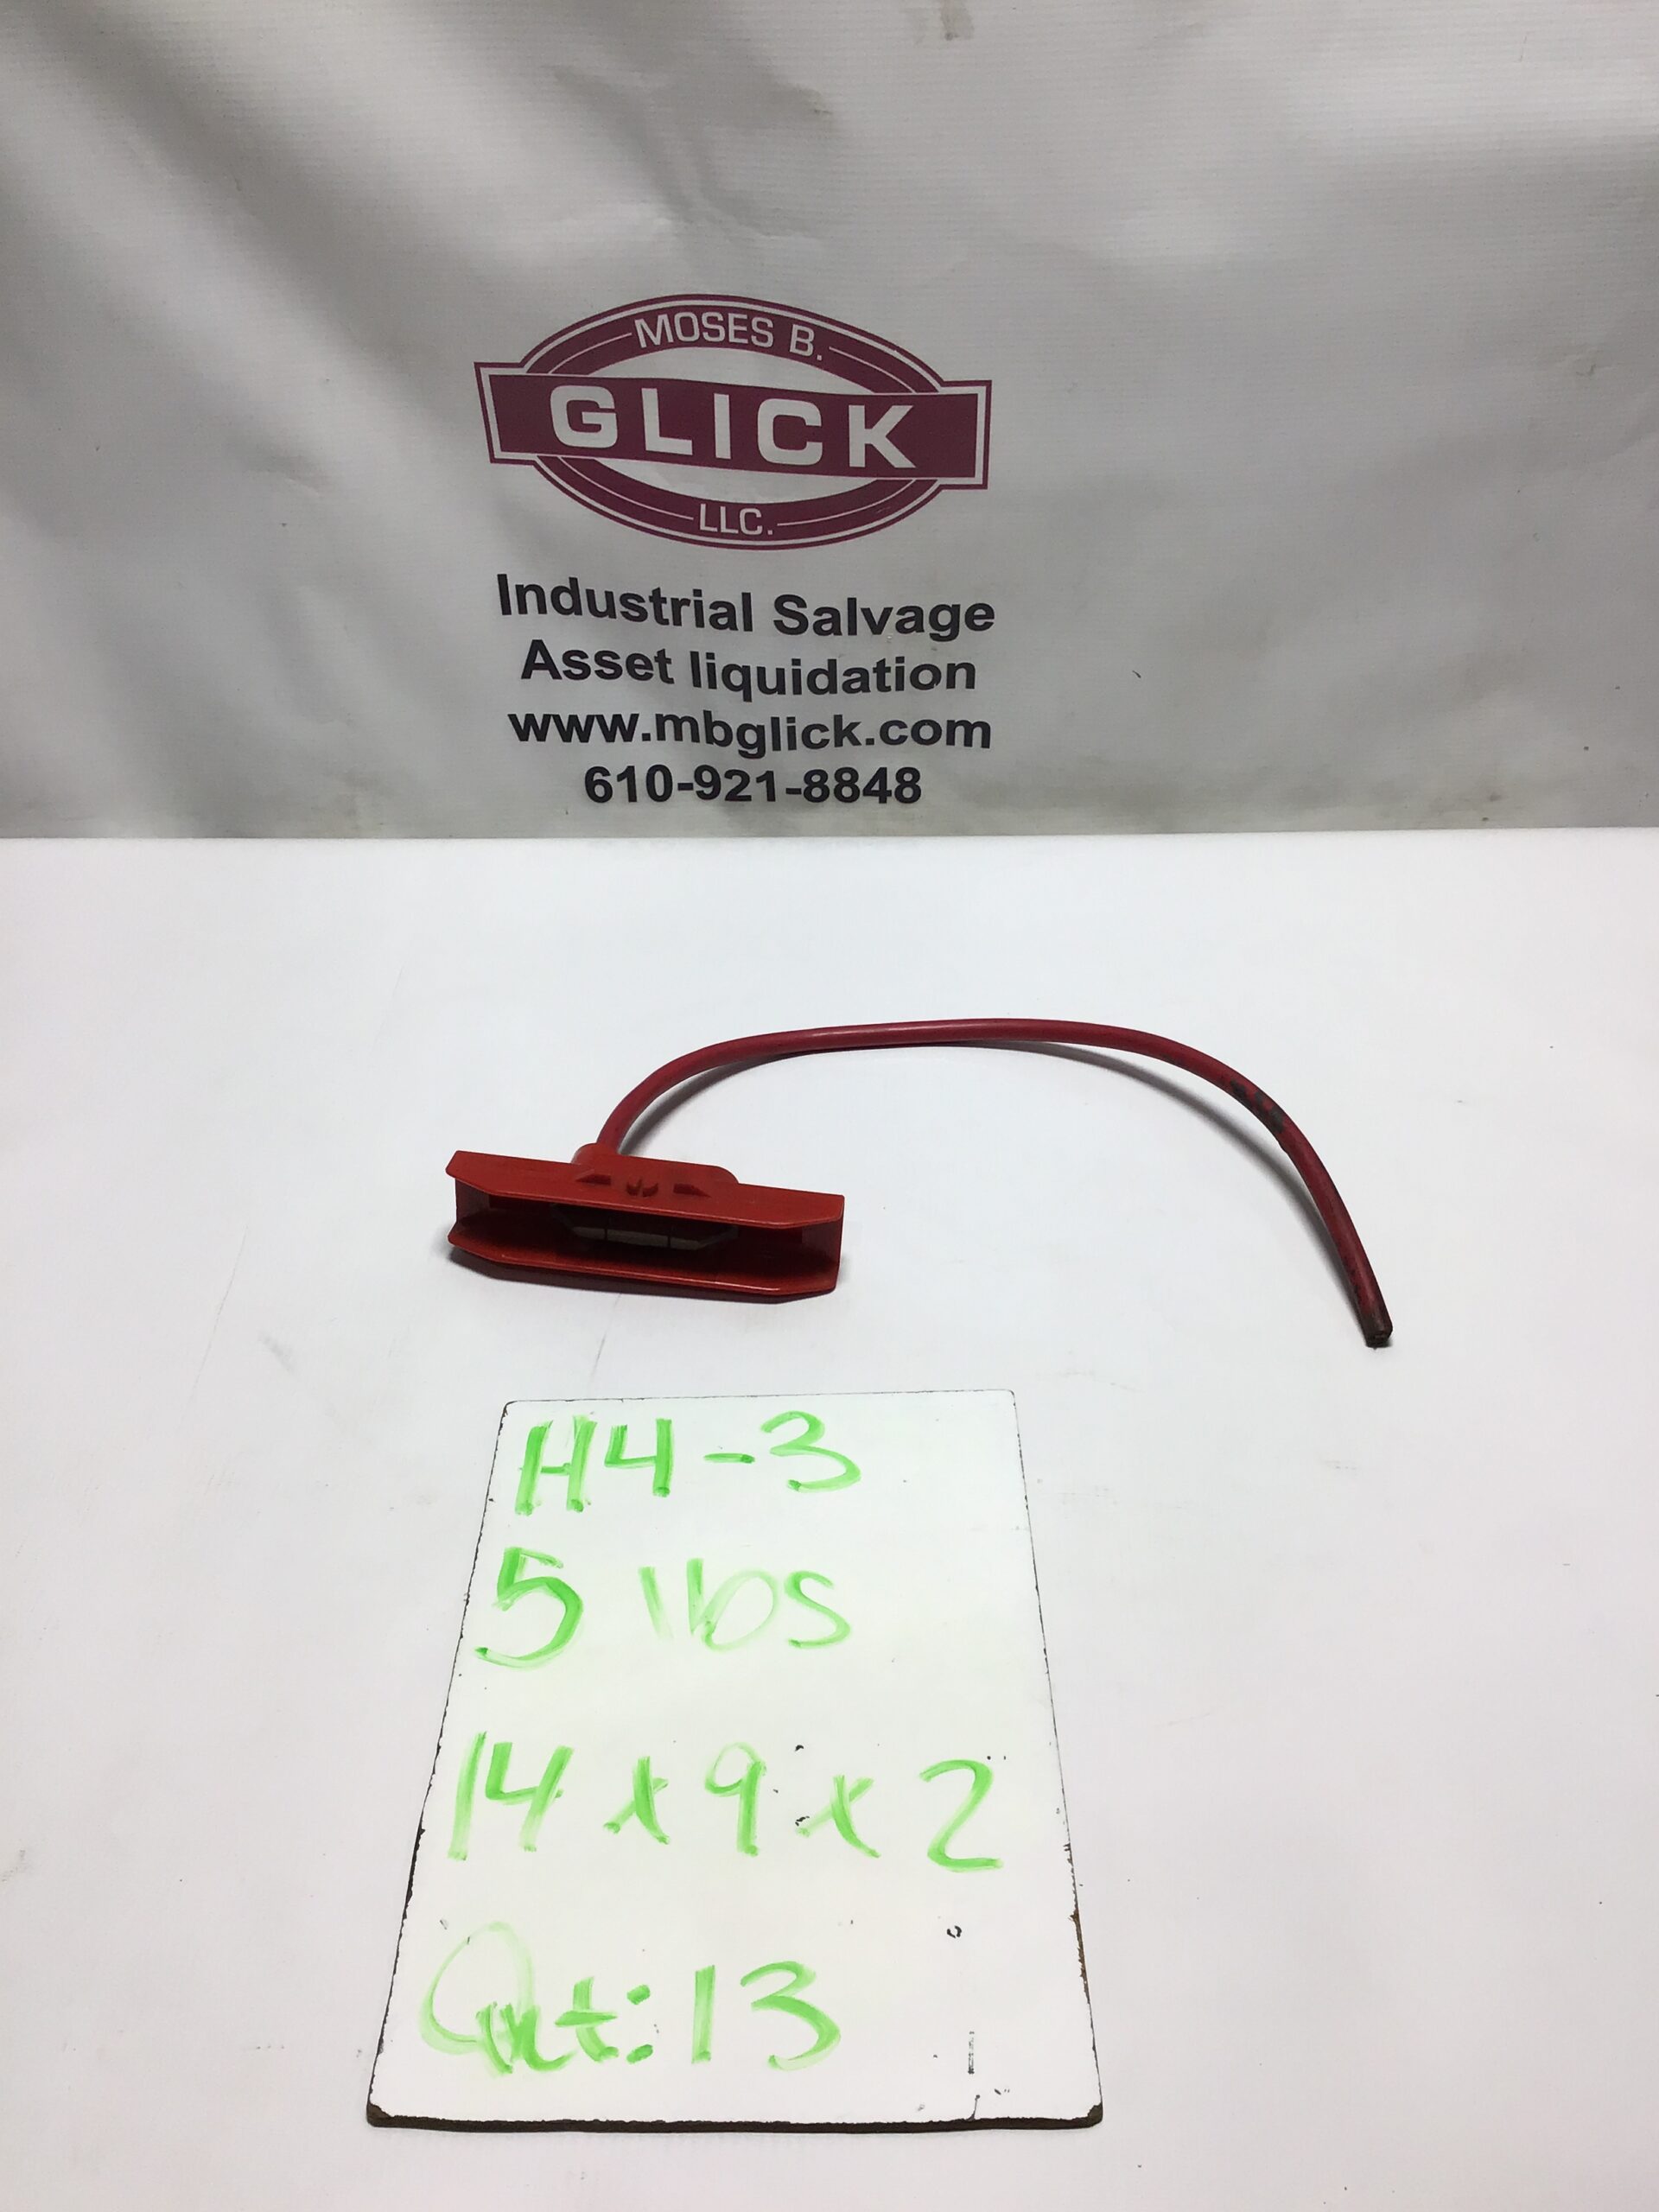 MOSES B.
GLICK
LLC.
Industrial Salvage
Asset liquidation
www.mbglick.com
610-921-8848
H4-3
5 lbs
14 x 9 x 2
Qnt: 13